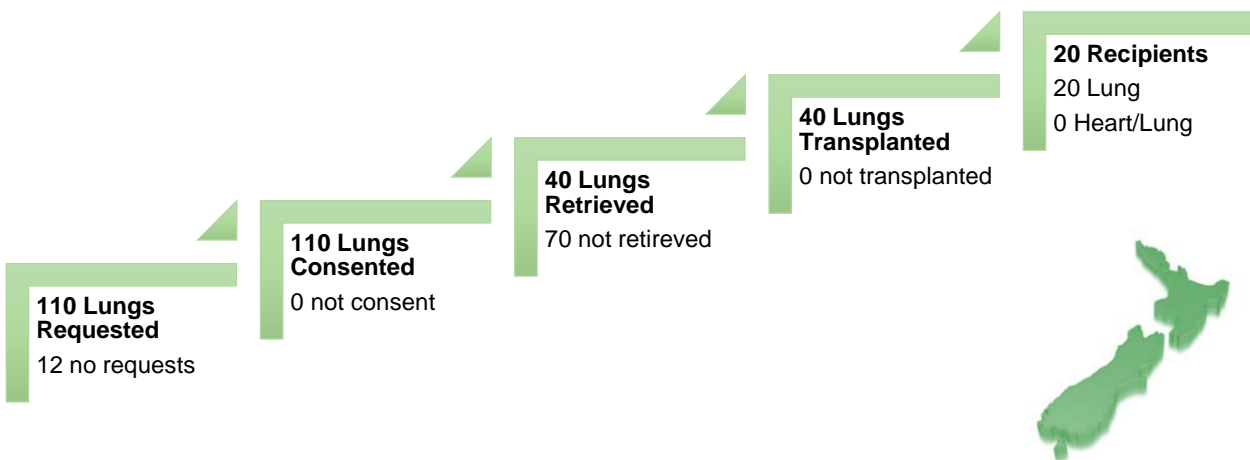 110 Lungs
Requested
12 no requests
110 Lungs
Consented
0 not consent
40 Lungs
Retrieved
70 not retireved
40 Lungs
Transplanted
0 not transplanted
20 Recipients
20 Lung
0 Heart/Lung